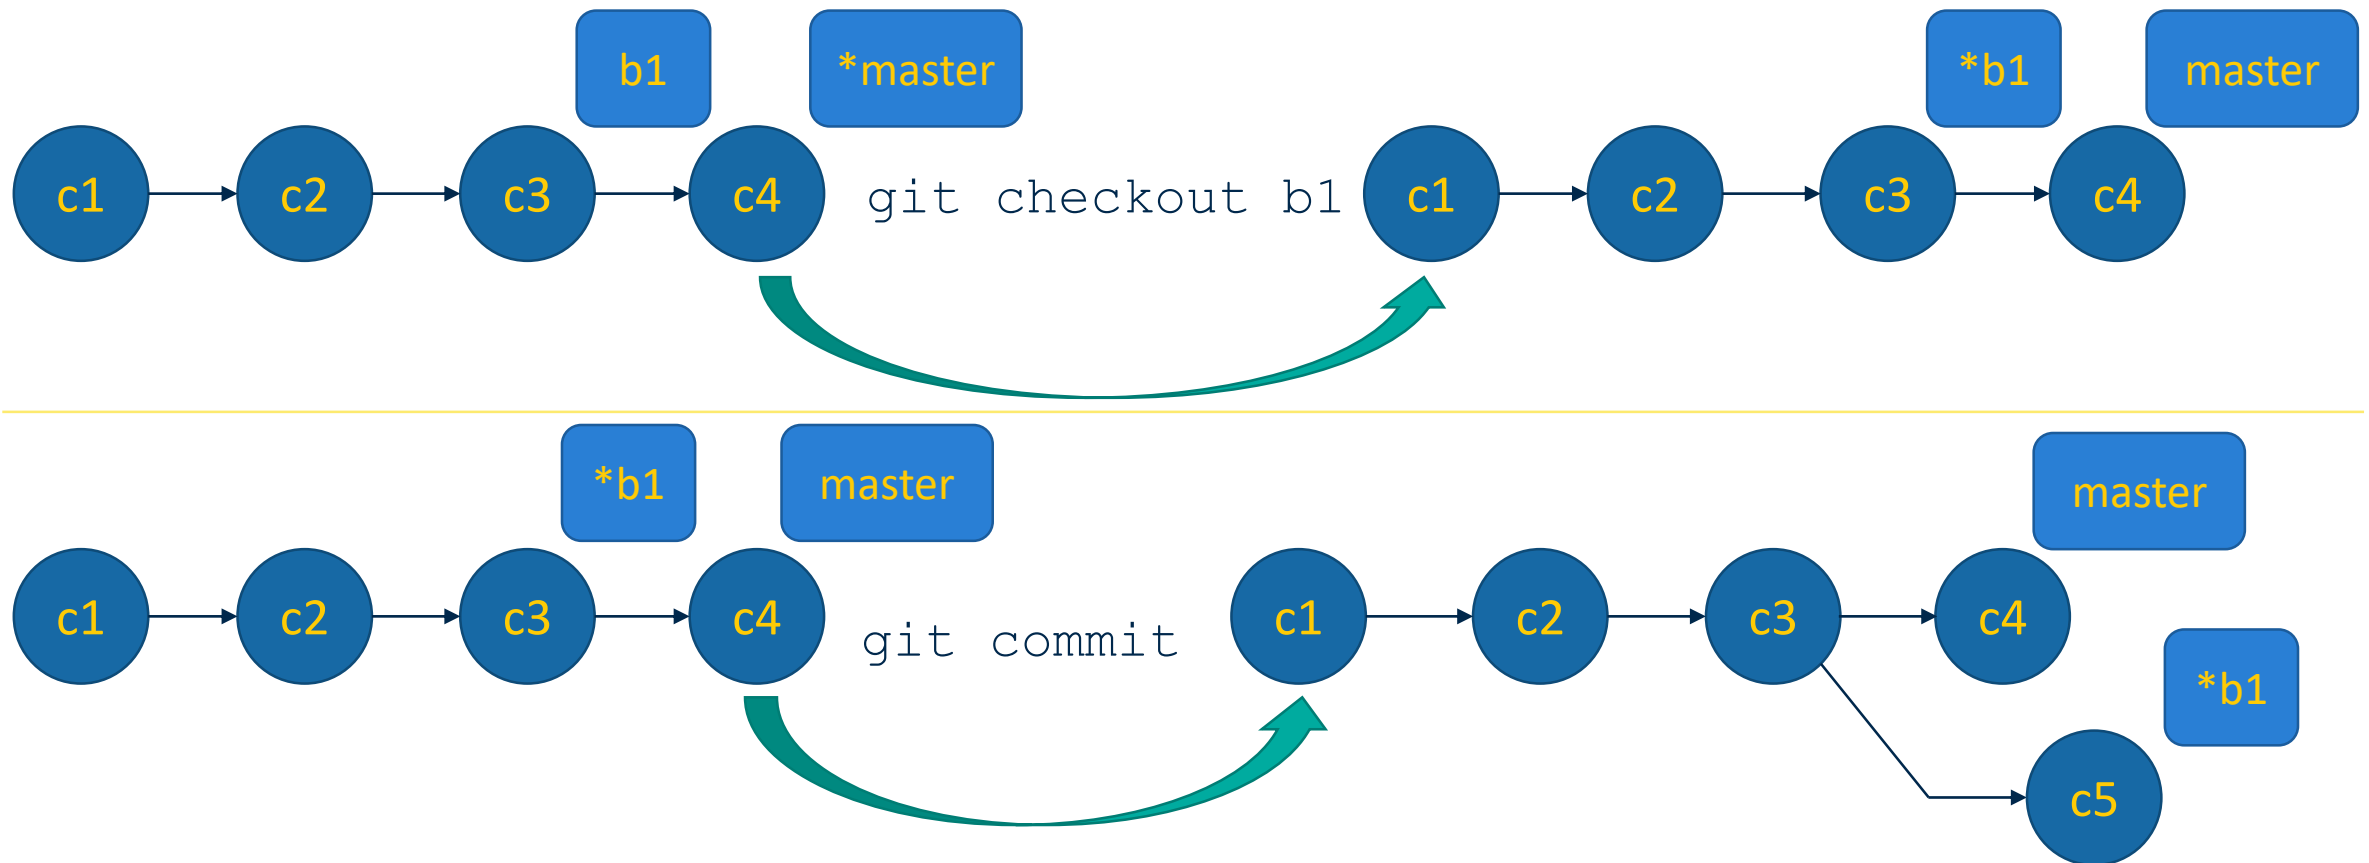 b1
*master
c1
c2
c3
c4
git checkout b1
*b1
master
c1
c2
c3
c4
*b1
master
c1
c2
c3
c4
git commit
master
c1
c2
c3
c4
*b1
c5